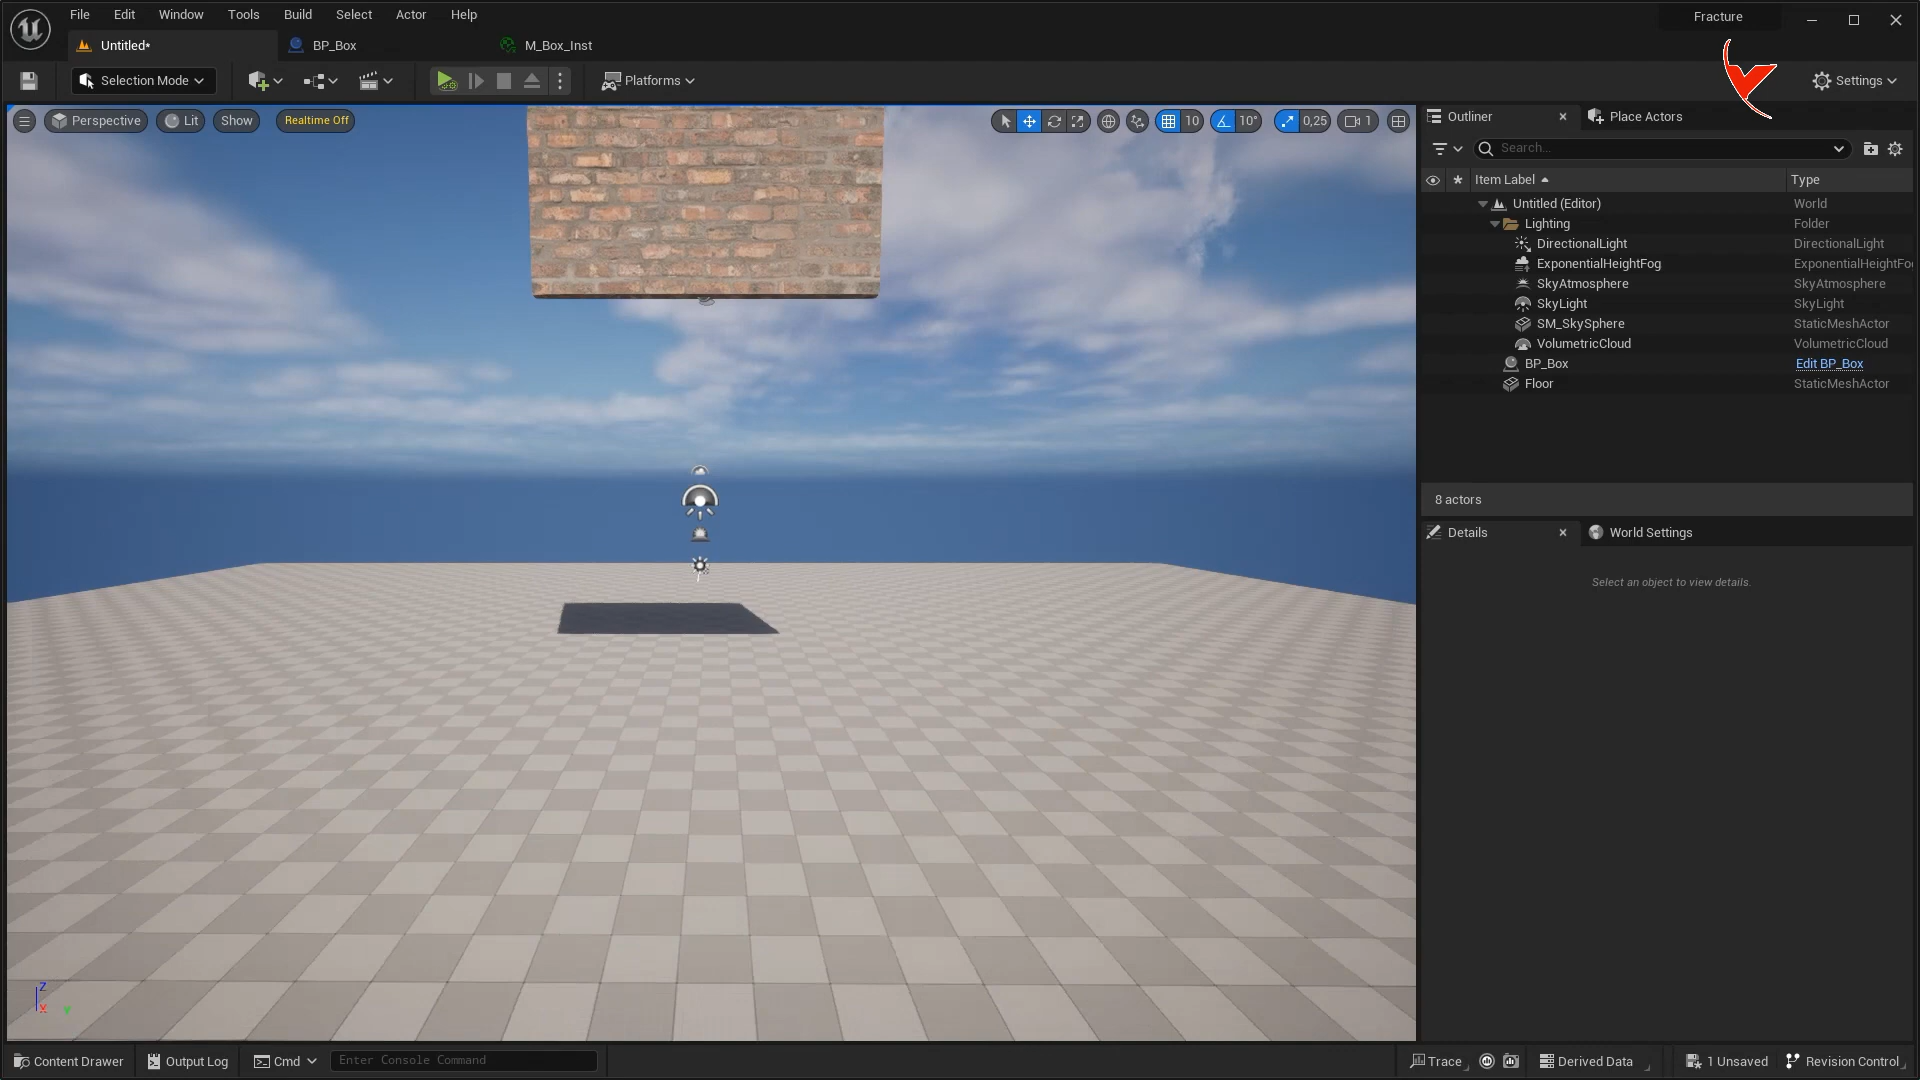 File Edit Window Tools Build Select Actor Help
Fracture
Untitled*
BP_Box
M_Box_Inst
Selection Mode
Platforms
Settings
Perspective
Lit
Show
Realtime Off
10
10°
0,25
1
Outliner
Place Actors
Search...
Item Label
Type
Untitled (Editor) World
Lighting Folder
DirectionalLight DirectionalLight
ExponentialHeightFog ExponentialHeightFo
SkyAtmosphere SkyAtmosphere
SkyLight SkyLight
SM_SkySphere StaticMeshActor
VolumetricCloud VolumetricCloud
BP_Box Edit BP_Box
Floor StaticMeshActor
8 actors
Details
World Settings
Select an object to view details.
Z
X
Y
Content Drawer
Output Log
Cmd
Enter Console Command
Trace
Derived Data
1 Unsaved
Revision Control